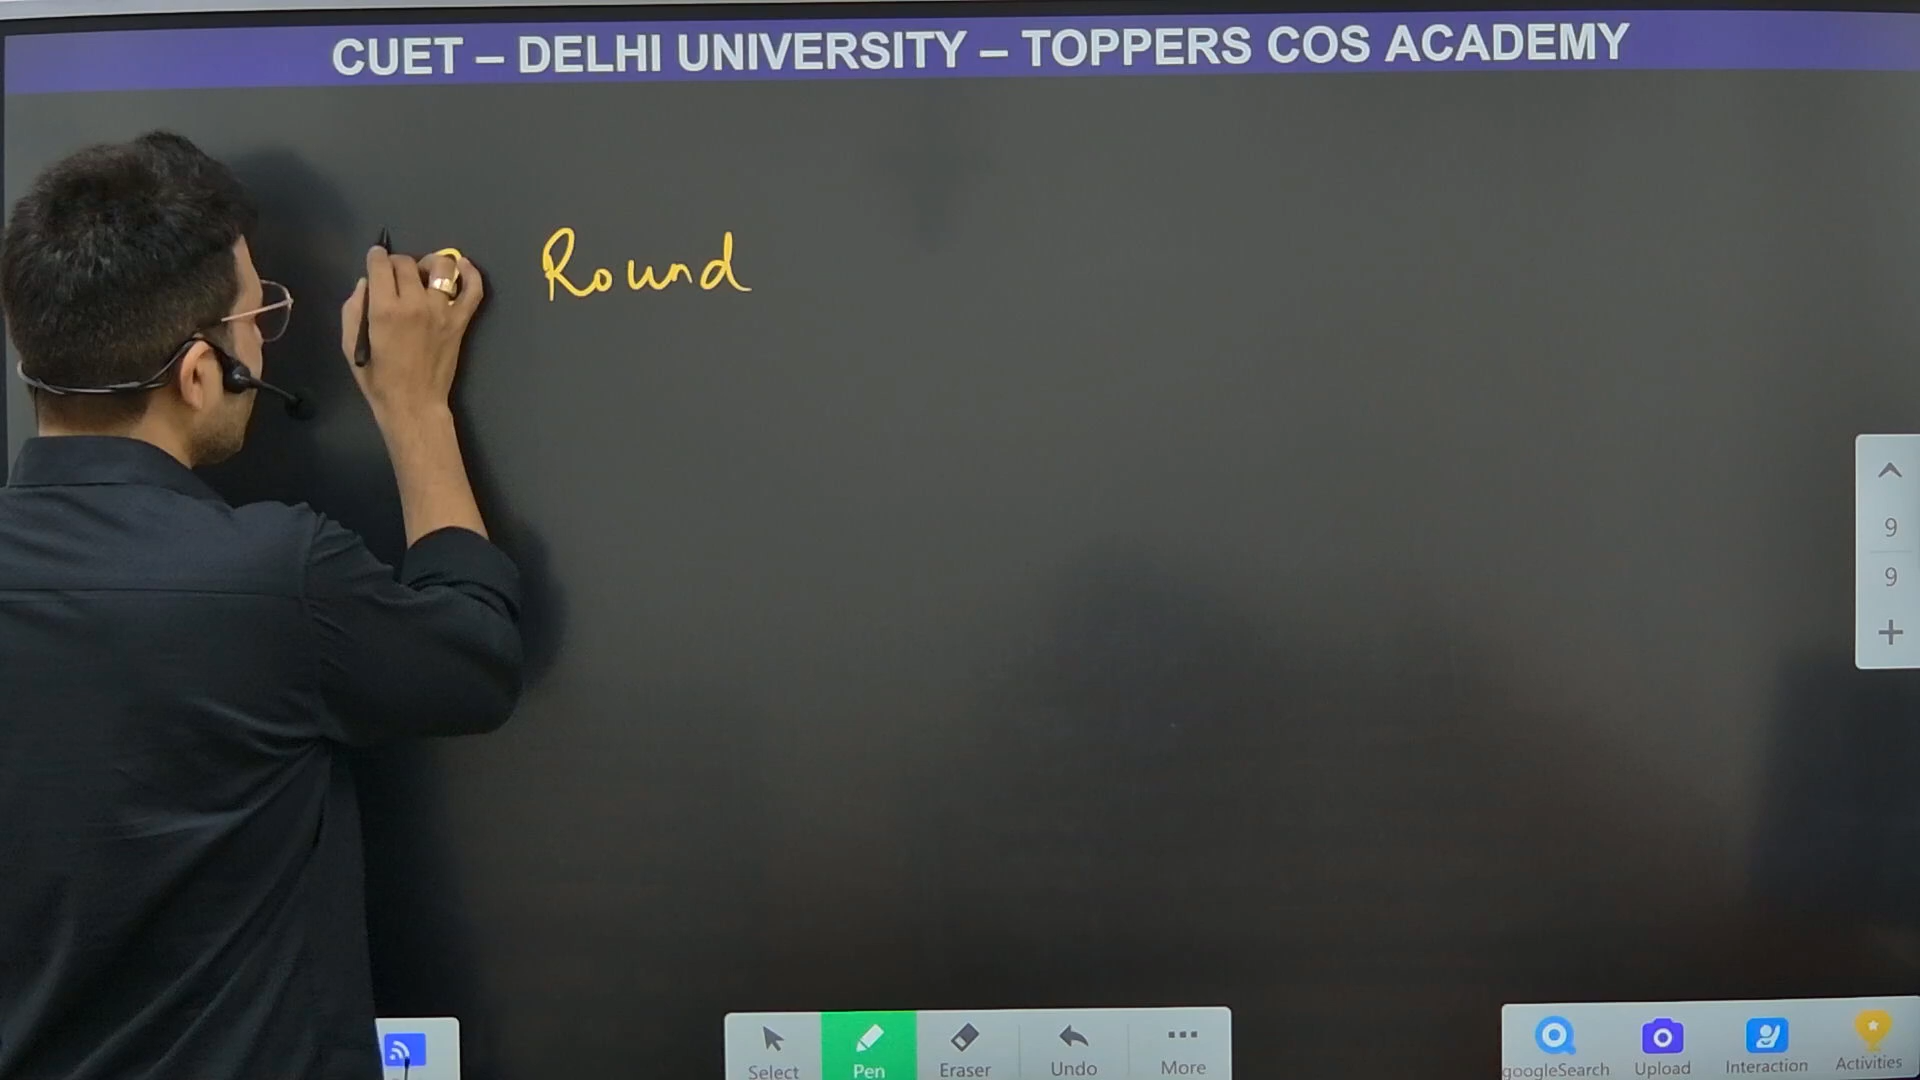 CUET – DELHI UNIVERSITY – TOPPERS COS ACADEMY
Round
9
9
Select
Pen
Eraser
Undo
More
googleSearch
Upload
Interaction
Activities